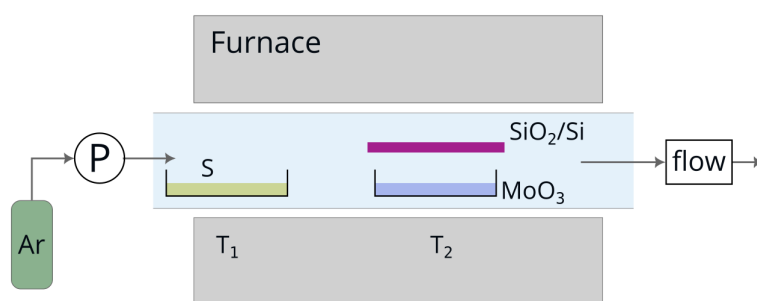 Furnace
SiO₂/Si
P
S
flow
MoO₃
Ar
T₁
T₂